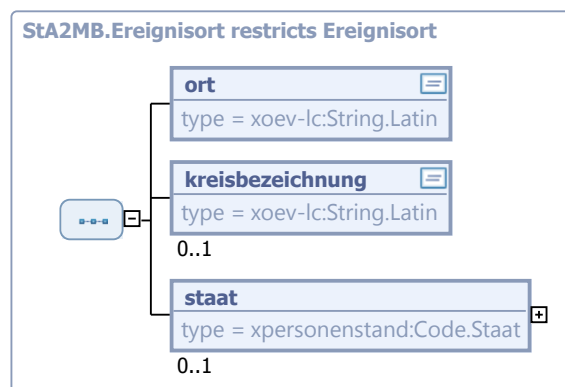 StA2MB.Ereignisort restricts Ereignisort
ort
type = xoev-lc:String.Latin
kreisbezeichnung
type = xoev-lc:String.Latin
0..1
staat
type = xpersonenstand:Code.Staat
0..1